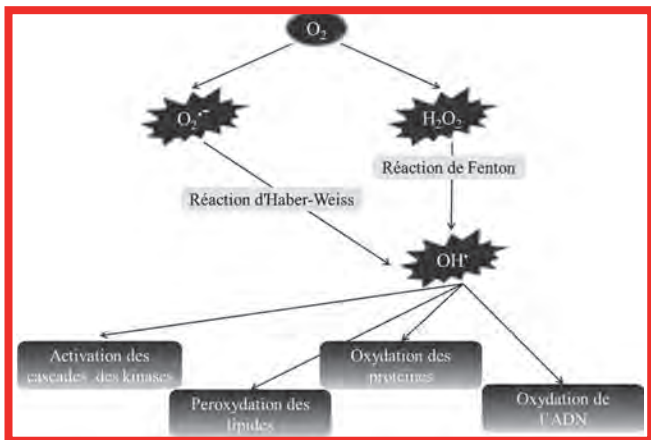 O₂
O₂•⁻
H₂O₂
Réaction de Fenton
Réaction d'Haber-Weiss
OH•
Activation des
cascades des kinases
Oxydation des
protéines
Peroxydation des
lipides
Oxydation de
l'ADN